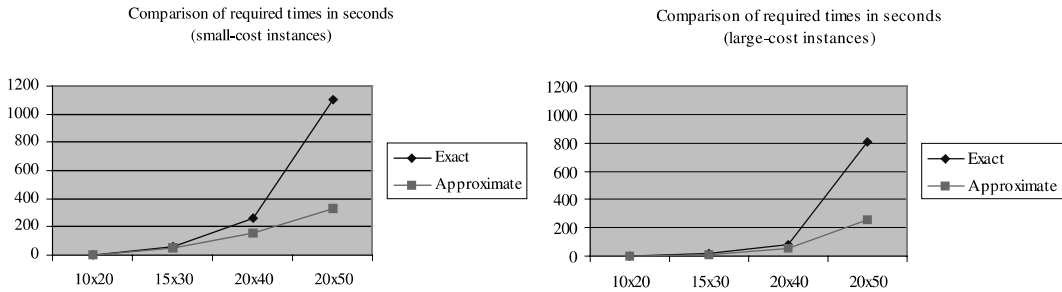 Comparison of required times in seconds
(small-cost instances)
1200
1000
800
600
400
200
0
10x20 15x30 20x40 20x50
Exact
Approximate
Comparison of required times in seconds
(large-cost instances)
1200
1000
800
600
400
200
0
10x20 15x30 20x40 20x50
Exact
Approximate